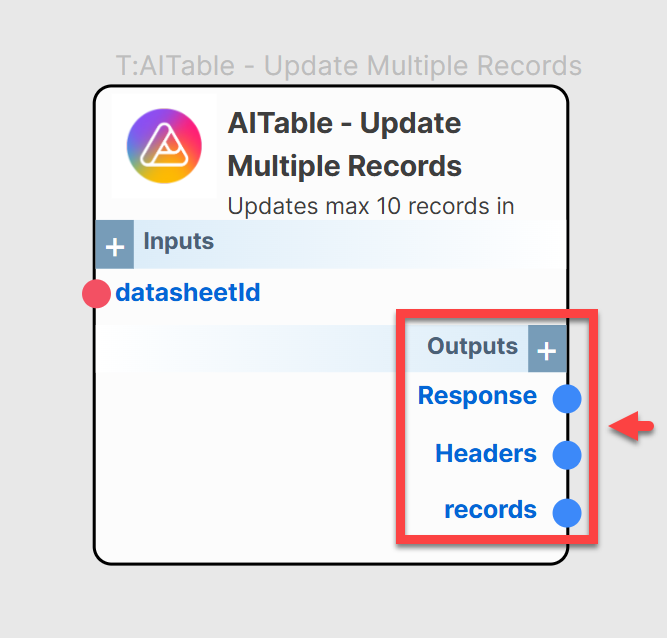 T:AITable - Update Multiple Records
AITable - Update
Multiple Records
Updates max 10 records in
+ Inputs
datasheetId
Outputs +
Response
Headers
records